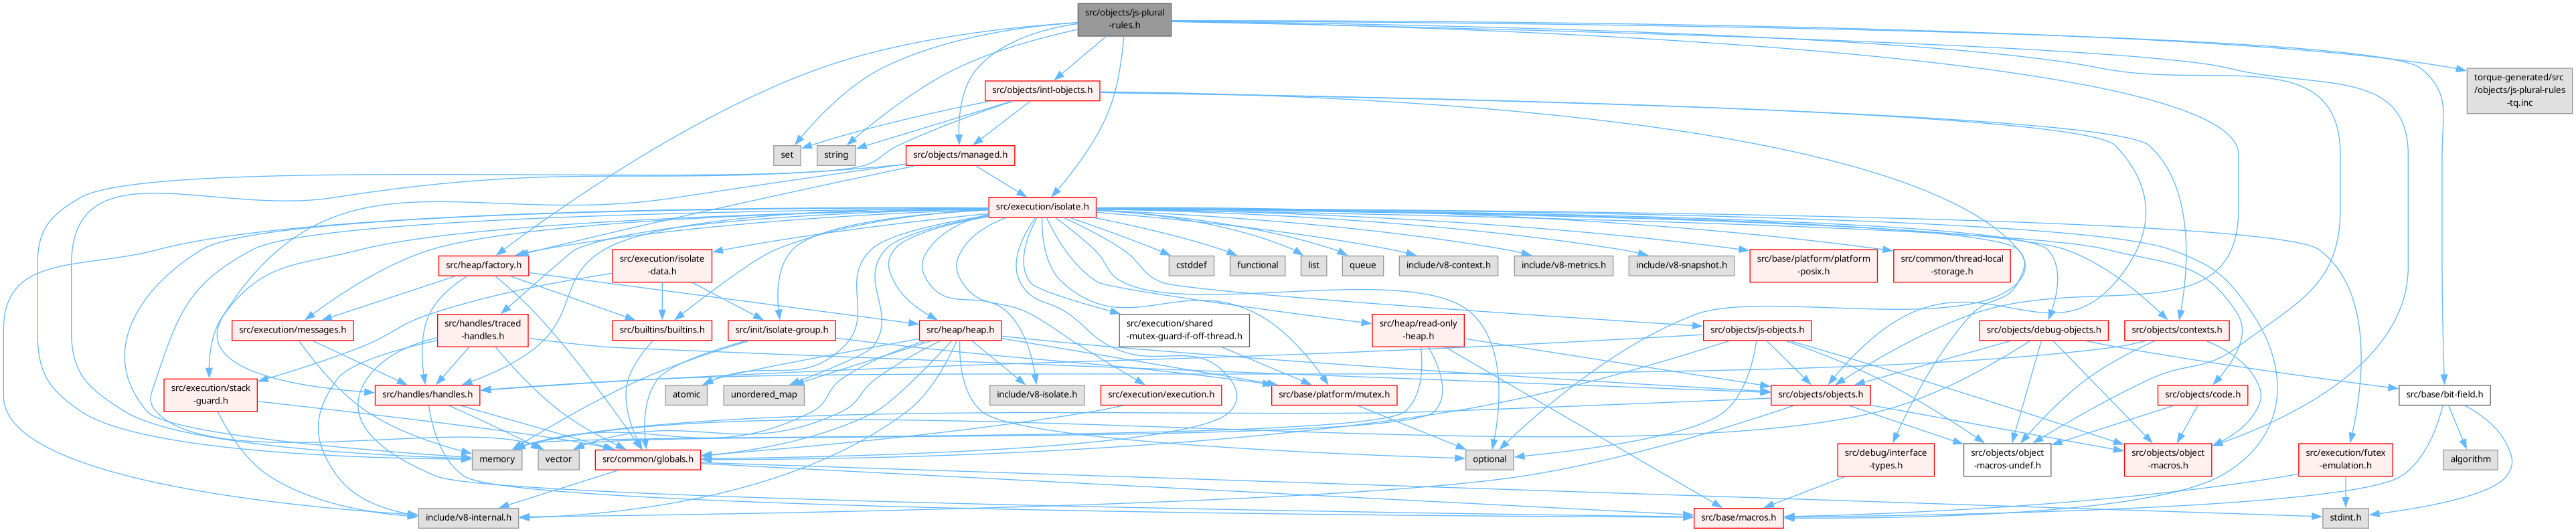 src/objects/js-plural
-rules.h
torque-generated/src
/objects/js-plural-rules
-tq.inc
src/objects/intl-objects.h
set
string
src/objects/managed.h
src/execution/isolate.h
src/heap/factory.h
src/execution/isolate
-data.h
cstddef
functional
list
queue
include/v8-context.h
include/v8-metrics.h
include/v8-snapshot.h
src/base/platform/platform
-posix.h
src/common/thread-local
-storage.h
src/execution/messages.h
src/handles/traced
-handles.h
src/builtins/builtins.h
src/init/isolate-group.h
src/heap/heap.h
src/execution/shared
-mutex-guard-if-off-thread.h
src/heap/read-only
-heap.h
src/objects/js-objects.h
src/objects/debug-objects.h
src/objects/contexts.h
src/execution/stack
-guard.h
src/handles/handles.h
atomic
unordered_map
include/v8-isolate.h
src/execution/execution.h
src/base/platform/mutex.h
src/objects/objects.h
src/objects/code.h
src/base/bit-field.h
memory
vector
src/common/globals.h
optional
src/debug/interface
-types.h
src/objects/object
-macros-undef.h
src/objects/object
-macros.h
src/execution/futex
-emulation.h
algorithm
include/v8-internal.h
src/base/macros.h
stdint.h